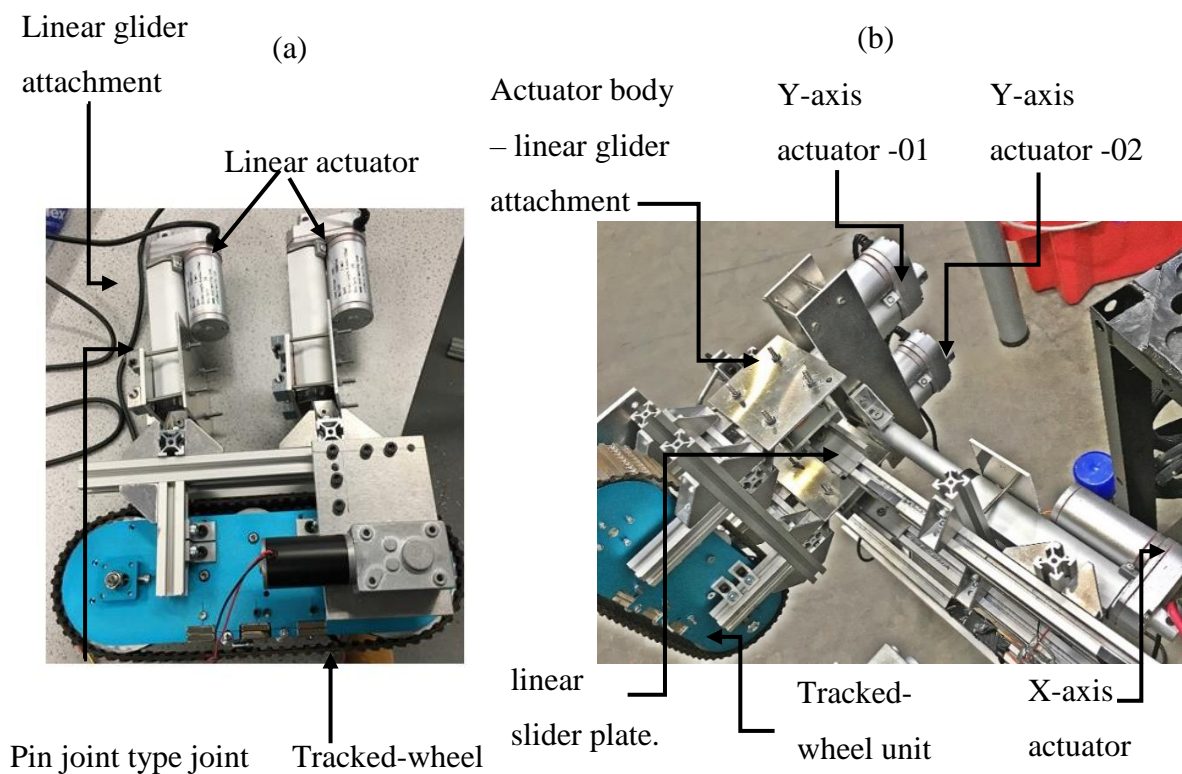 Linear glider
attachment
(a)
Linear actuator
Pin joint type joint
Tracked-wheel
(b)
Actuator body
– linear glider
attachment
Y-axis
actuator -01
Y-axis
actuator -02
linear
slider plate.
Tracked-
wheel unit
X-axis
actuator